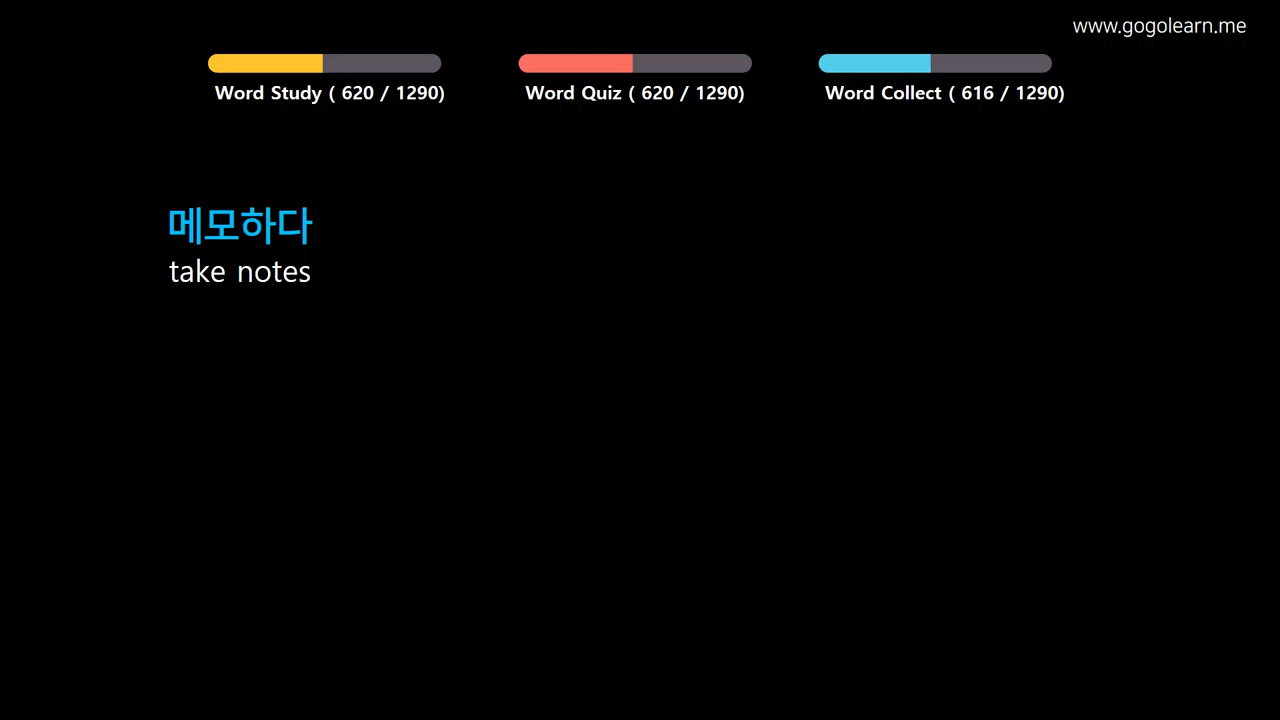 www.gogolearn.me
Word Study ( 620 / 1290)
Word Quiz ( 620 / 1290)
Word Collect ( 616 / 1290)
메모하다
take notes